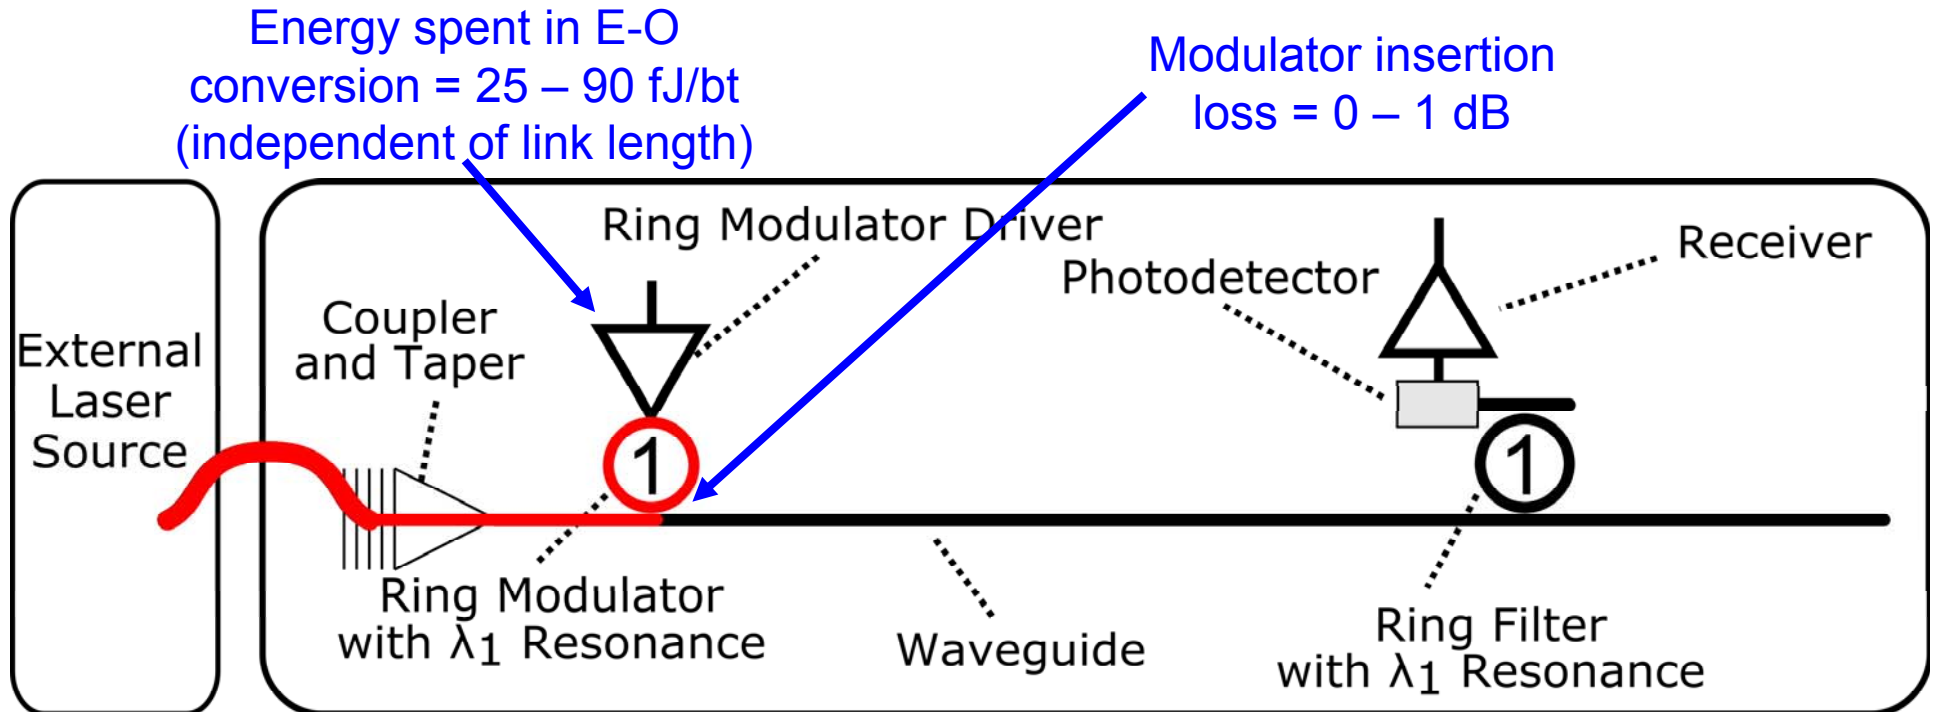 Energy spent in E-O
conversion = 25 – 90 fJ/bt
(independent of link length)
Modulator insertion
loss = 0 – 1 dB
Ring Modulator Driver
Receiver
Photodetector
Coupler
and Taper
External
Laser
Source
1
1
Ring Modulator
with λ1 Resonance
Waveguide
Ring Filter
with λ1 Resonance